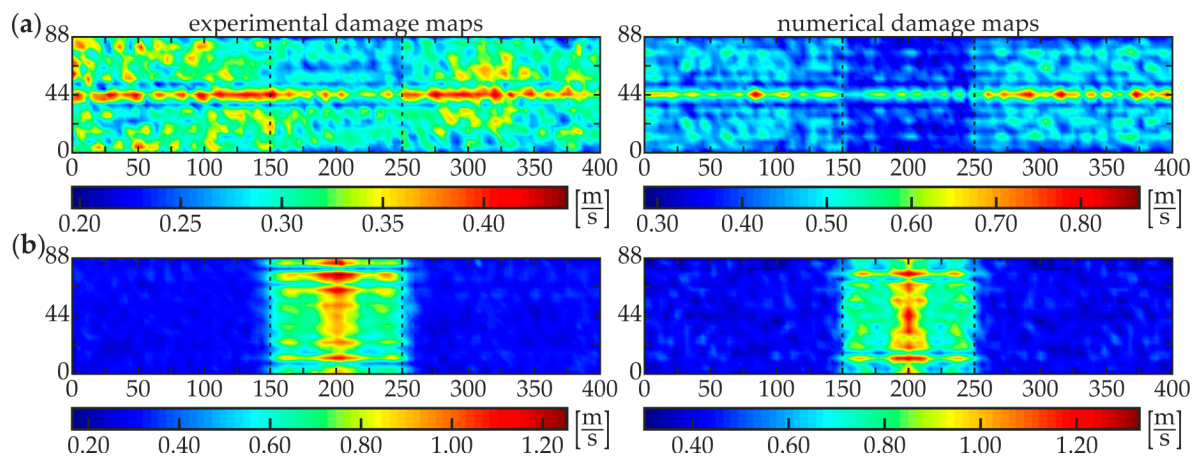 experimental damage maps numerical damage maps
(a) 88 88
44 44
0 0
0 50 100 150 200 250 300 350 400 0 50 100 150 200 250 300 350 400
0.20 0.25 0.30 0.35 0.40 [m/s] 0.30 0.40 0.50 0.60 0.70 0.80 [m/s]
(b) 88 88
44 44
0 0
0 50 100 150 200 250 300 350 400 0 50 100 150 200 250 300 350 400
0.20 0.40 0.60 0.80 1.00 1.20 [m/s] 0.40 0.60 0.80 1.00 1.20 [m/s]